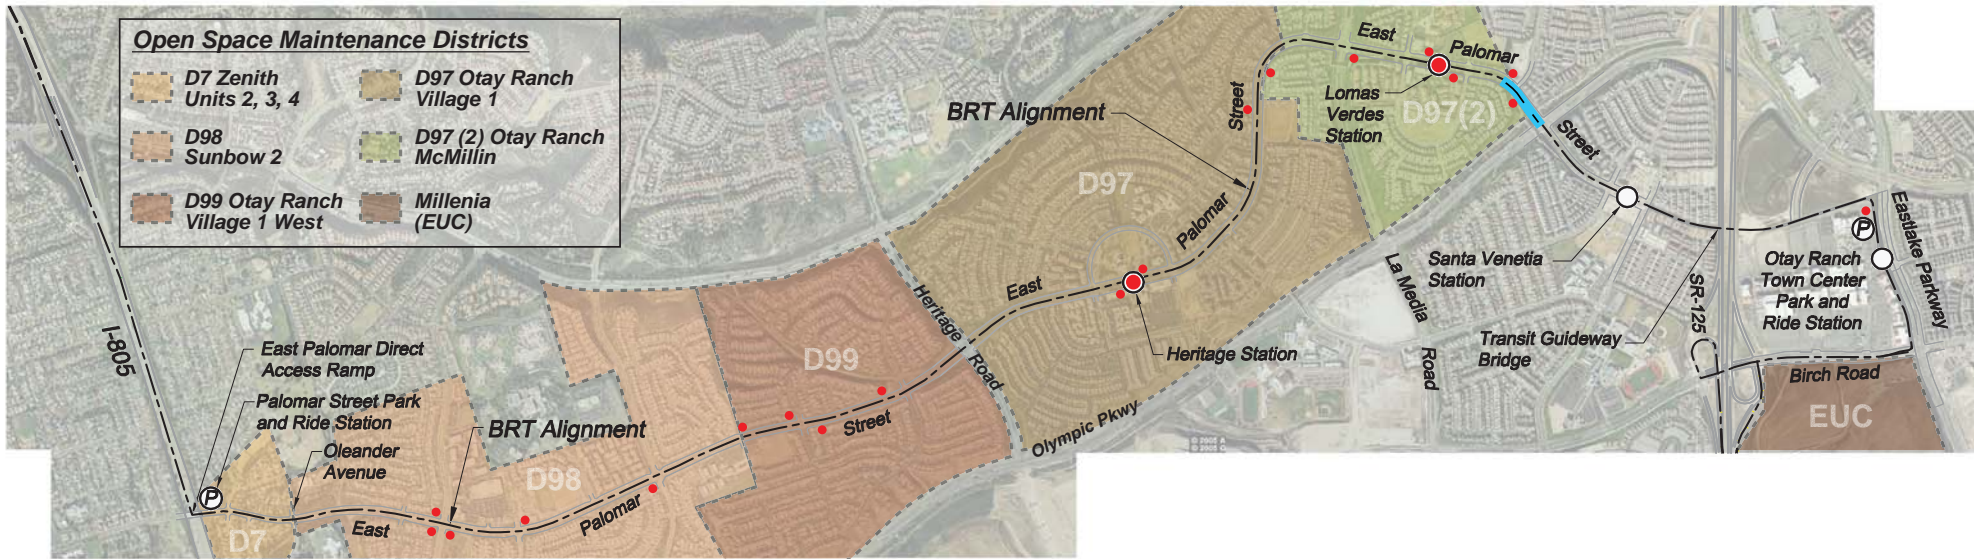 Open Space Maintenance Districts
D7 Zenith
Units 2, 3, 4
D98
Sunbow 2
D99 Otay Ranch
Village 1 West
D97 Otay Ranch
Village 1
D97 (2) Otay Ranch
McMillin
Millenia
(EUC)
East
Palomar
Street
Lomas
Verdes
Station
D97(2)
BRT Alignment
Street
D97
Palomar
East
Heritage Station
Heritage
Road
Olympic Pkwy
La Media
Road
Santa Venetia
Station
Transit Guideway
Bridge
SR-125
P
Otay Ranch
Town Center
Park and
Ride Station
Eastlake Parkway
Birch Road
EUC
I-805
East Palomar Direct
Access Ramp
Palomar Street Park
and Ride Station
Oleander
Avenue
BRT Alignment
P
D7
East
D98
Palomar
D99
Street